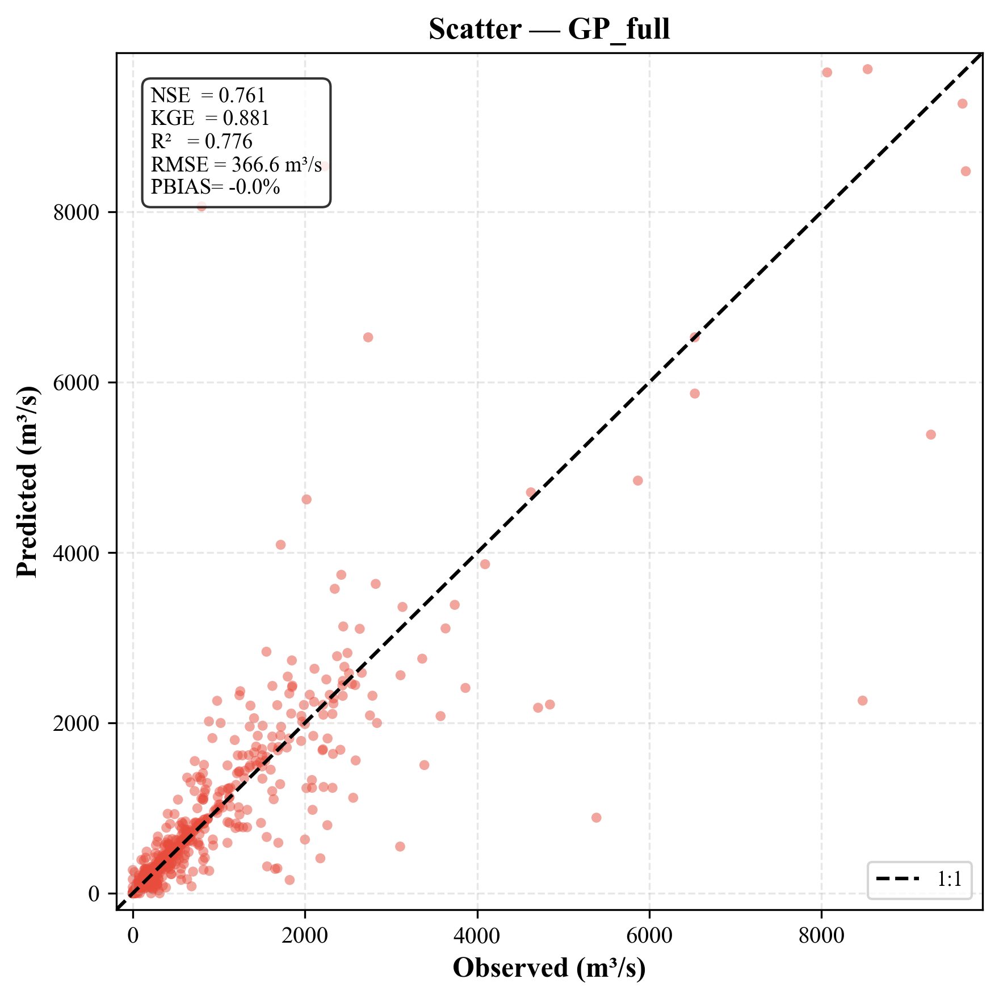 Scatter — GP_full
NSE  = 0.761
KGE  = 0.881
R²   = 0.776
RMSE = 366.6 m³/s
PBIAS= -0.0%
8000
6000
4000
2000
0
Predicted (m³/s)
1:1
0 2000 4000 6000 8000
Observed (m³/s)